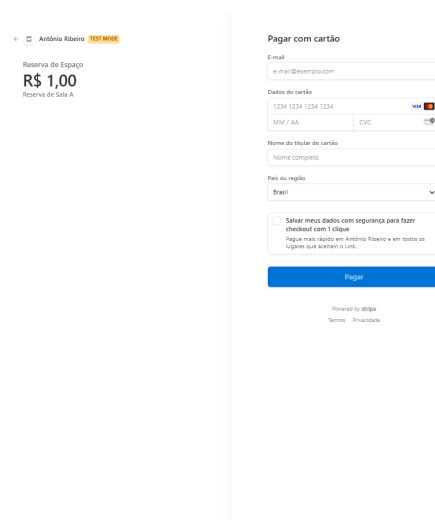 Antônio Ribeiro TEST MODE
Reserva de Espaço
R$ 1,00
Reserva de Sala A
Pagar com cartão
E-mail
e-mail@exemplo.com
Dados do cartão
1234 1234 1234 1234 VISA
MM / AA CVC
Nome do titular do cartão
Nome completo
País ou região
Brasil
Salvar meus dados com segurança para fazer
checkout com 1 clique
Pague mais rápido em Antônio Ribeiro e em todos os
lugares que aceitam o Link.
Pagar
Powered by stripe
Termos Privacidade